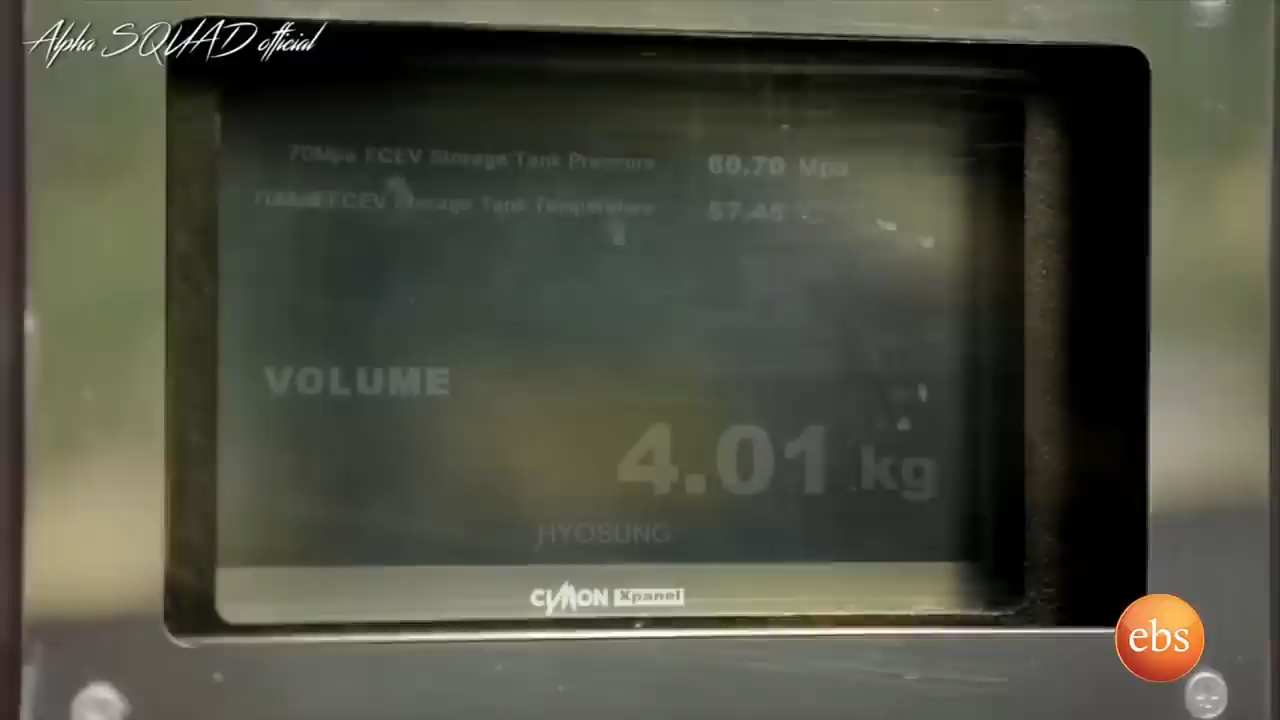 Alpha SQUAD official
70Mpa FCEV Storage Tank Pressure 60.70 Mpa
FCEV Storage Tank Temperature 57.45
VOLUME
4.01 kg
HYOSUNG
CIMON Xpanel
ebs